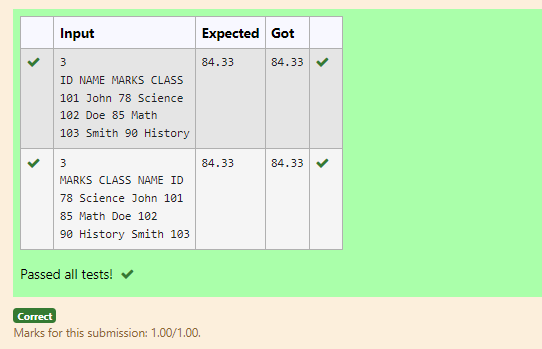 Input Expected Got
3 84.33 84.33
ID NAME MARKS CLASS
101 John 78 Science
102 Doe 85 Math
103 Smith 90 History
3 84.33 84.33
MARKS CLASS NAME ID
78 Science John 101
85 Math Doe 102
90 History Smith 103
Passed all tests!
Correct
Marks for this submission: 1.00/1.00.